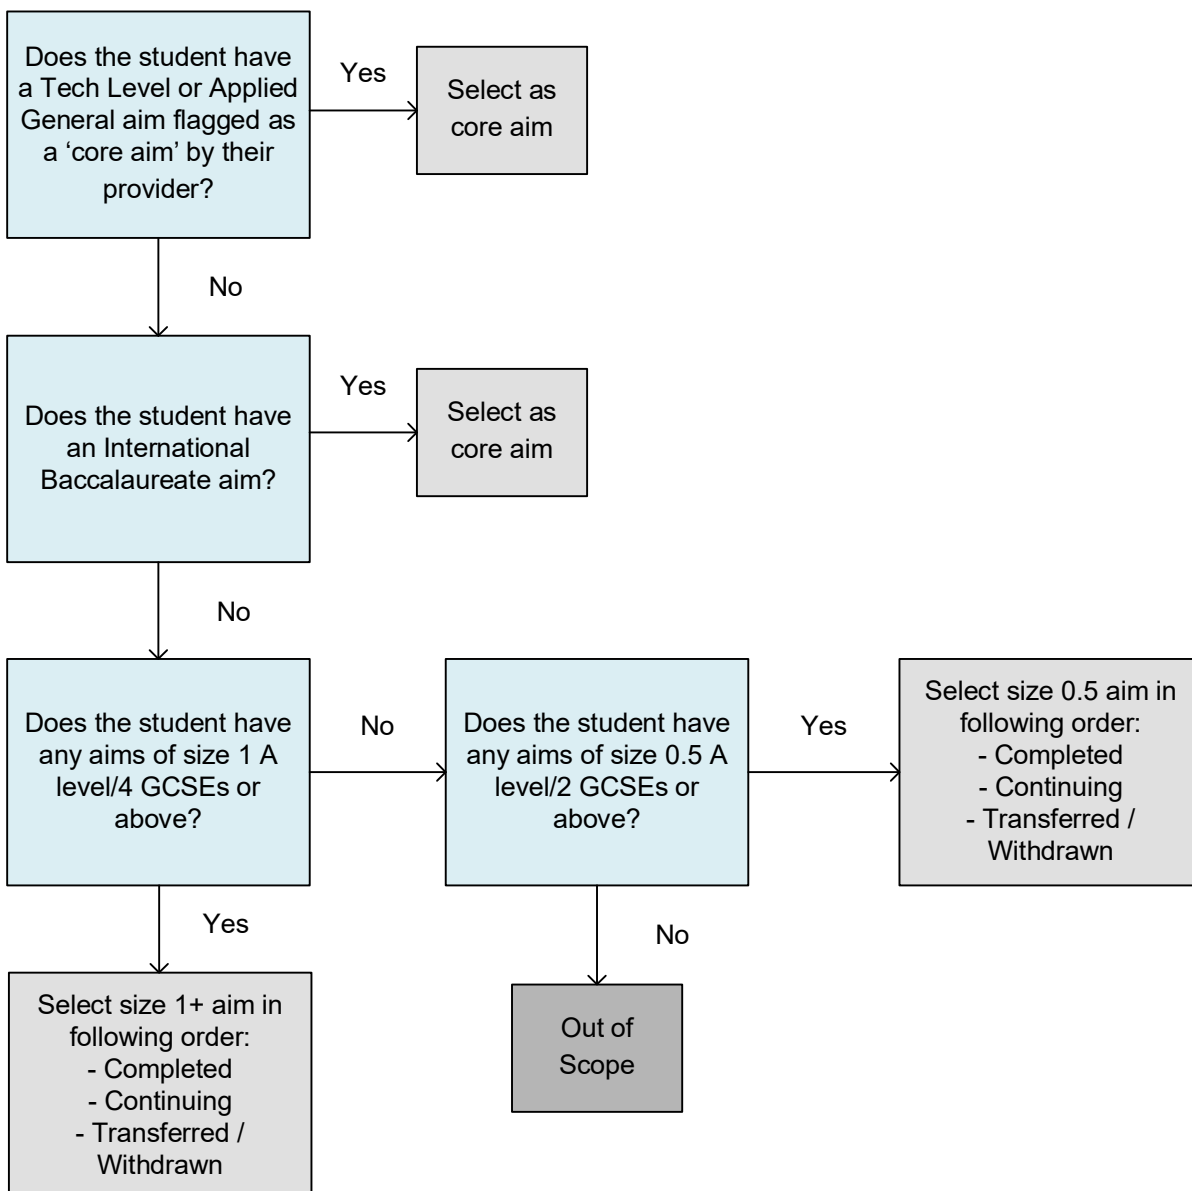 Does the student have
a Tech Level or Applied
General aim flagged as
a ‘core aim’ by their
provider?
Yes
Select as
core aim
No
Does the student have
an International
Baccalaureate aim?
Yes
Select as
core aim
No
Does the student have
any aims of size 1 A
level/4 GCSEs or
above?
No
Does the student have
any aims of size 0.5 A
level/2 GCSEs or
above?
Yes
Select size 0.5 aim in
following order:
- Completed
- Continuing
- Transferred /
Withdrawn
Yes
No
Select size 1+ aim in
following order:
- Completed
- Continuing
- Transferred /
Withdrawn
Out of
Scope